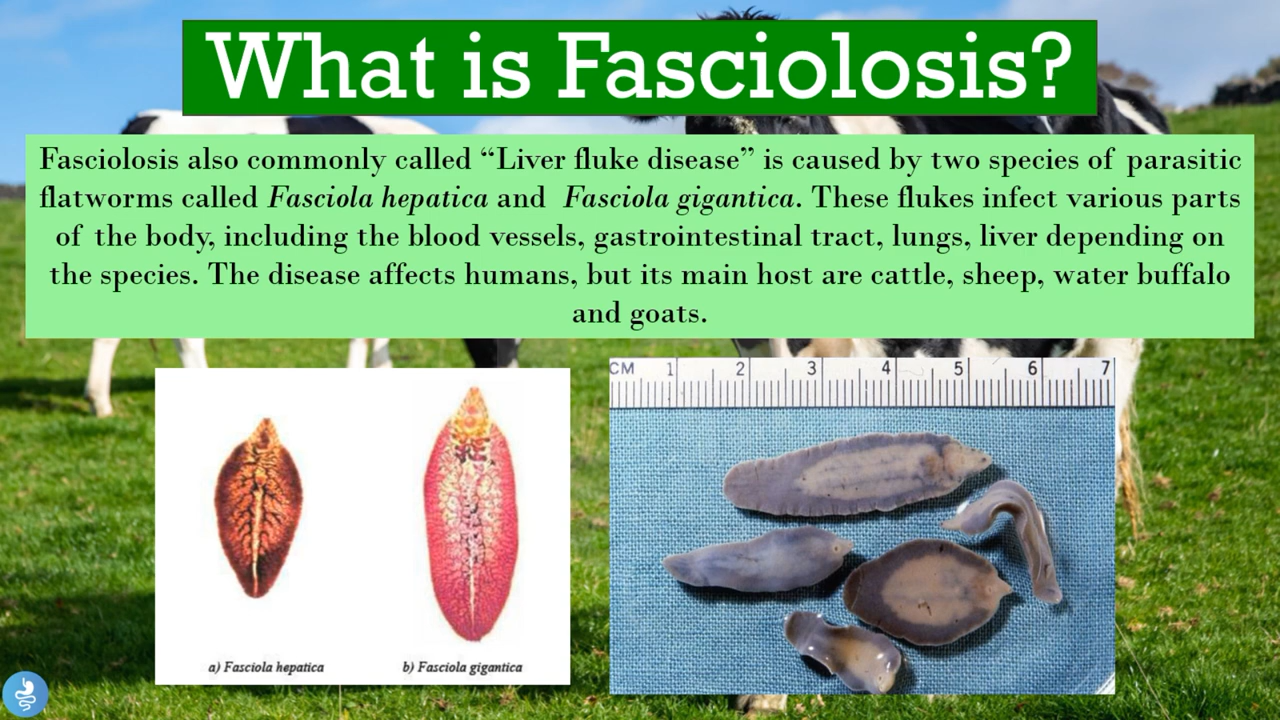 What is Fasciolosis?
Fasciolosis also commonly called “Liver fluke disease” is caused by two species of parasitic
flatworms called Fasciola hepatica and Fasciola gigantica. These flukes infect various parts
of the body, including the blood vessels, gastrointestinal tract, lungs, liver depending on
the species. The disease affects humans, but its main host are cattle, sheep, water buffalo
and goats.
CM 1 2 3 4 5 6 7
a) Fasciola hepatica b) Fasciola gigantica